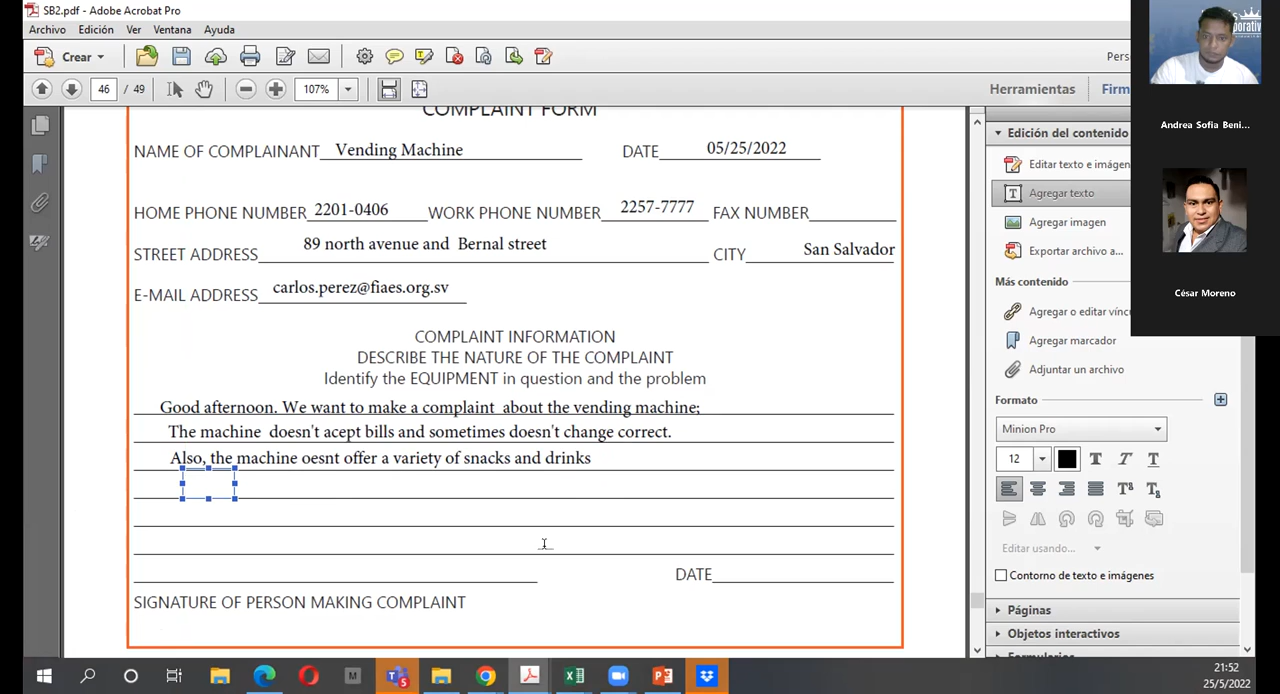 SB2.pdf - Adobe Acrobat Pro
Archivo Edición Ver Ventana Ayuda
Crear
46 / 49 107%
Herramientas
COMPLAINT FORM
NAME OF COMPLAINANT Vending Machine DATE 05/25/2022
HOME PHONE NUMBER 2201-0406 WORK PHONE NUMBER 2257-7777 FAX NUMBER
STREET ADDRESS 89 north avenue and Bernal street CITY San Salvador
E-MAIL ADDRESS carlos.perez@fiaes.org.sv
COMPLAINT INFORMATION
DESCRIBE THE NATURE OF THE COMPLAINT
Identify the EQUIPMENT in question and the problem
Good afternoon. We want to make a complaint about the vending machine;
The machine doesn't acept bills and sometimes doesn't change correct.
Also, the machine oesnt offer a variety of snacks and drinks
DATE
SIGNATURE OF PERSON MAKING COMPLAINT
Edición del contenido
Editar texto e imágen
Agregar texto
Agregar imagen
Exportar archivo a...
Más contenido
Agregar o editar víncu
Agregar marcador
Adjuntar un archivo
Formato
Minion Pro
12
Editar usando...
Contorno de texto e imágenes
Páginas
Objetos interactivos
Andrea Sofia Beni...
César Moreno
21:52
25/5/2022